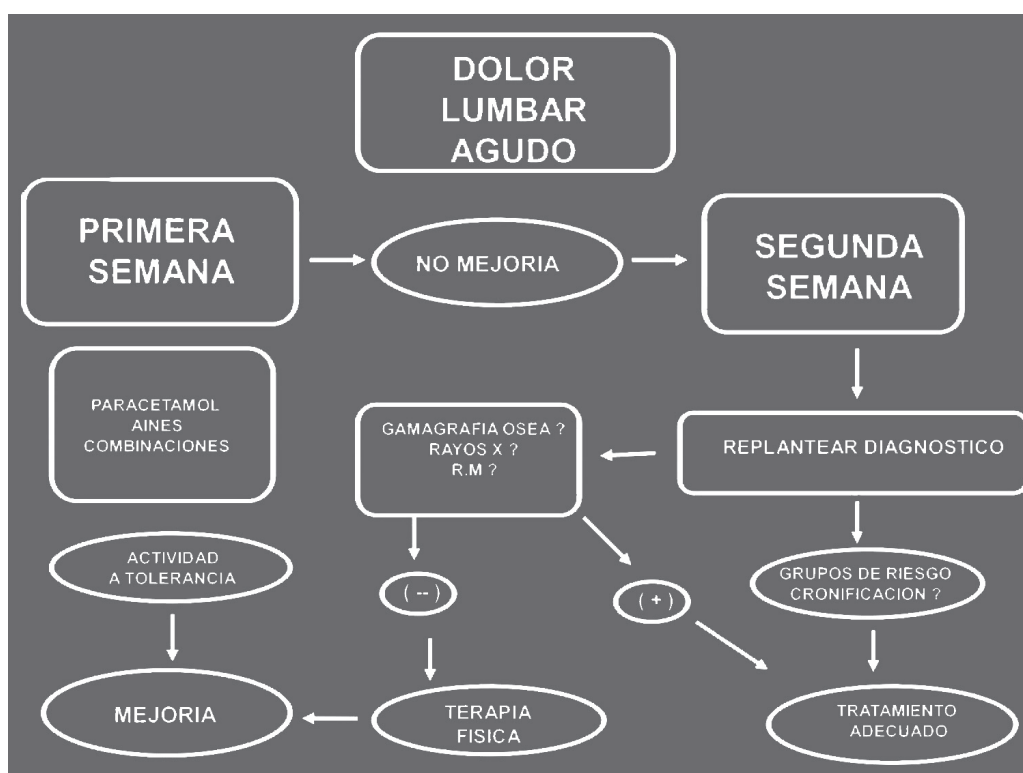 DOLOR
LUMBAR
AGUDO
PRIMERA
SEMANA
NO MEJORIA
SEGUNDA
SEMANA
PARACETAMOL
AINES
COMBINACIONES
GAMAGRAFIA OSEA ?
RAYOS X ?
R.M ?
REPLANTEAR DIAGNOSTICO
ACTIVIDAD
A TOLERANCIA
( -- )
( + )
GRUPOS DE RIESGO
CRONIFICACION ?
MEJORIA
TERAPIA
FISICA
TRATAMIENTO
ADECUADO